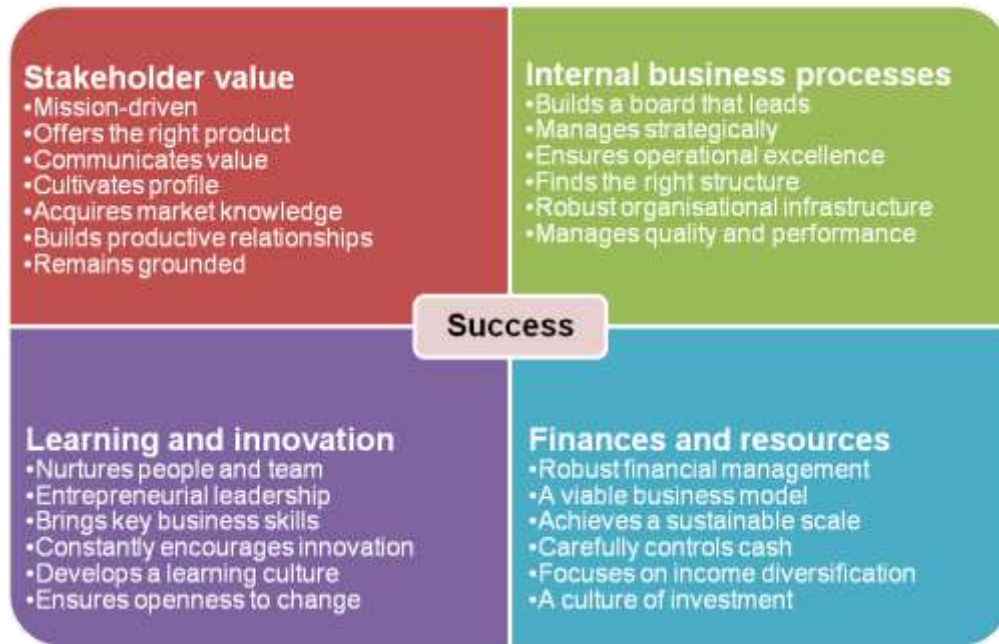 Stakeholder value
•Mission-driven
•Offers the right product
•Communicates value
•Cultivates profile
•Acquires market knowledge
•Builds productive relationships
•Remains grounded
Internal business processes
•Builds a board that leads
•Manages strategically
•Ensures operational excellence
•Finds the right structure
•Robust organisational infrastructure
•Manages quality and performance
Success
Learning and innovation
•Nurtures people and team
•Entrepreneurial leadership
•Brings key business skills
•Constantly encourages innovation
•Develops a learning culture
•Ensures openness to change
Finances and resources
•Robust financial management
•A viable business model
•Achieves a sustainable scale
•Carefully controls cash
•Focuses on income diversification
•A culture of investment